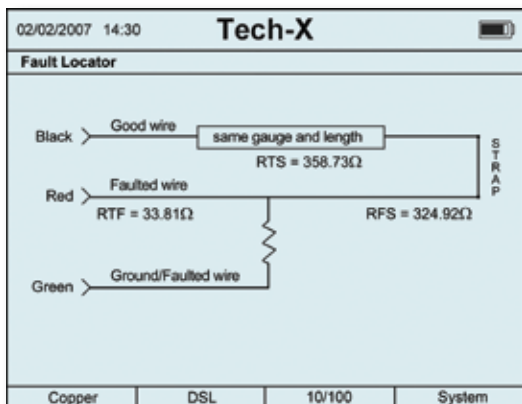 02/02/2007 14:30 Tech-X
Fault Locator
Good wire
Black same gauge and length
RTS = 358.73Ω
STRAP
Faulted wire
Red
RTF = 33.81Ω RFS = 324.92Ω
Ground/Faulted wire
Green
Copper DSL 10/100 System